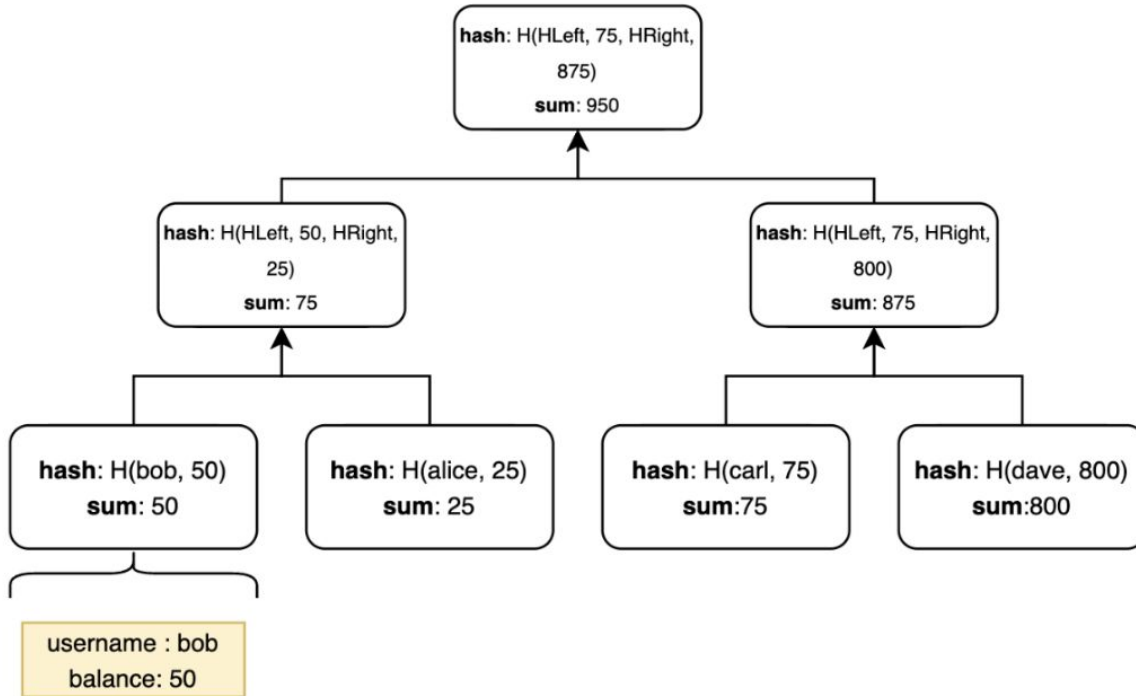 hash: H(HLeft, 75, HRight,
875)
sum: 950
hash: H(HLeft, 50, HRight,
25)
sum: 75
hash: H(HLeft, 75, HRight,
800)
sum: 875
hash: H(bob, 50)
sum: 50
hash: H(alice, 25)
sum: 25
hash: H(carl, 75)
sum:75
hash: H(dave, 800)
sum:800
username : bob
balance: 50